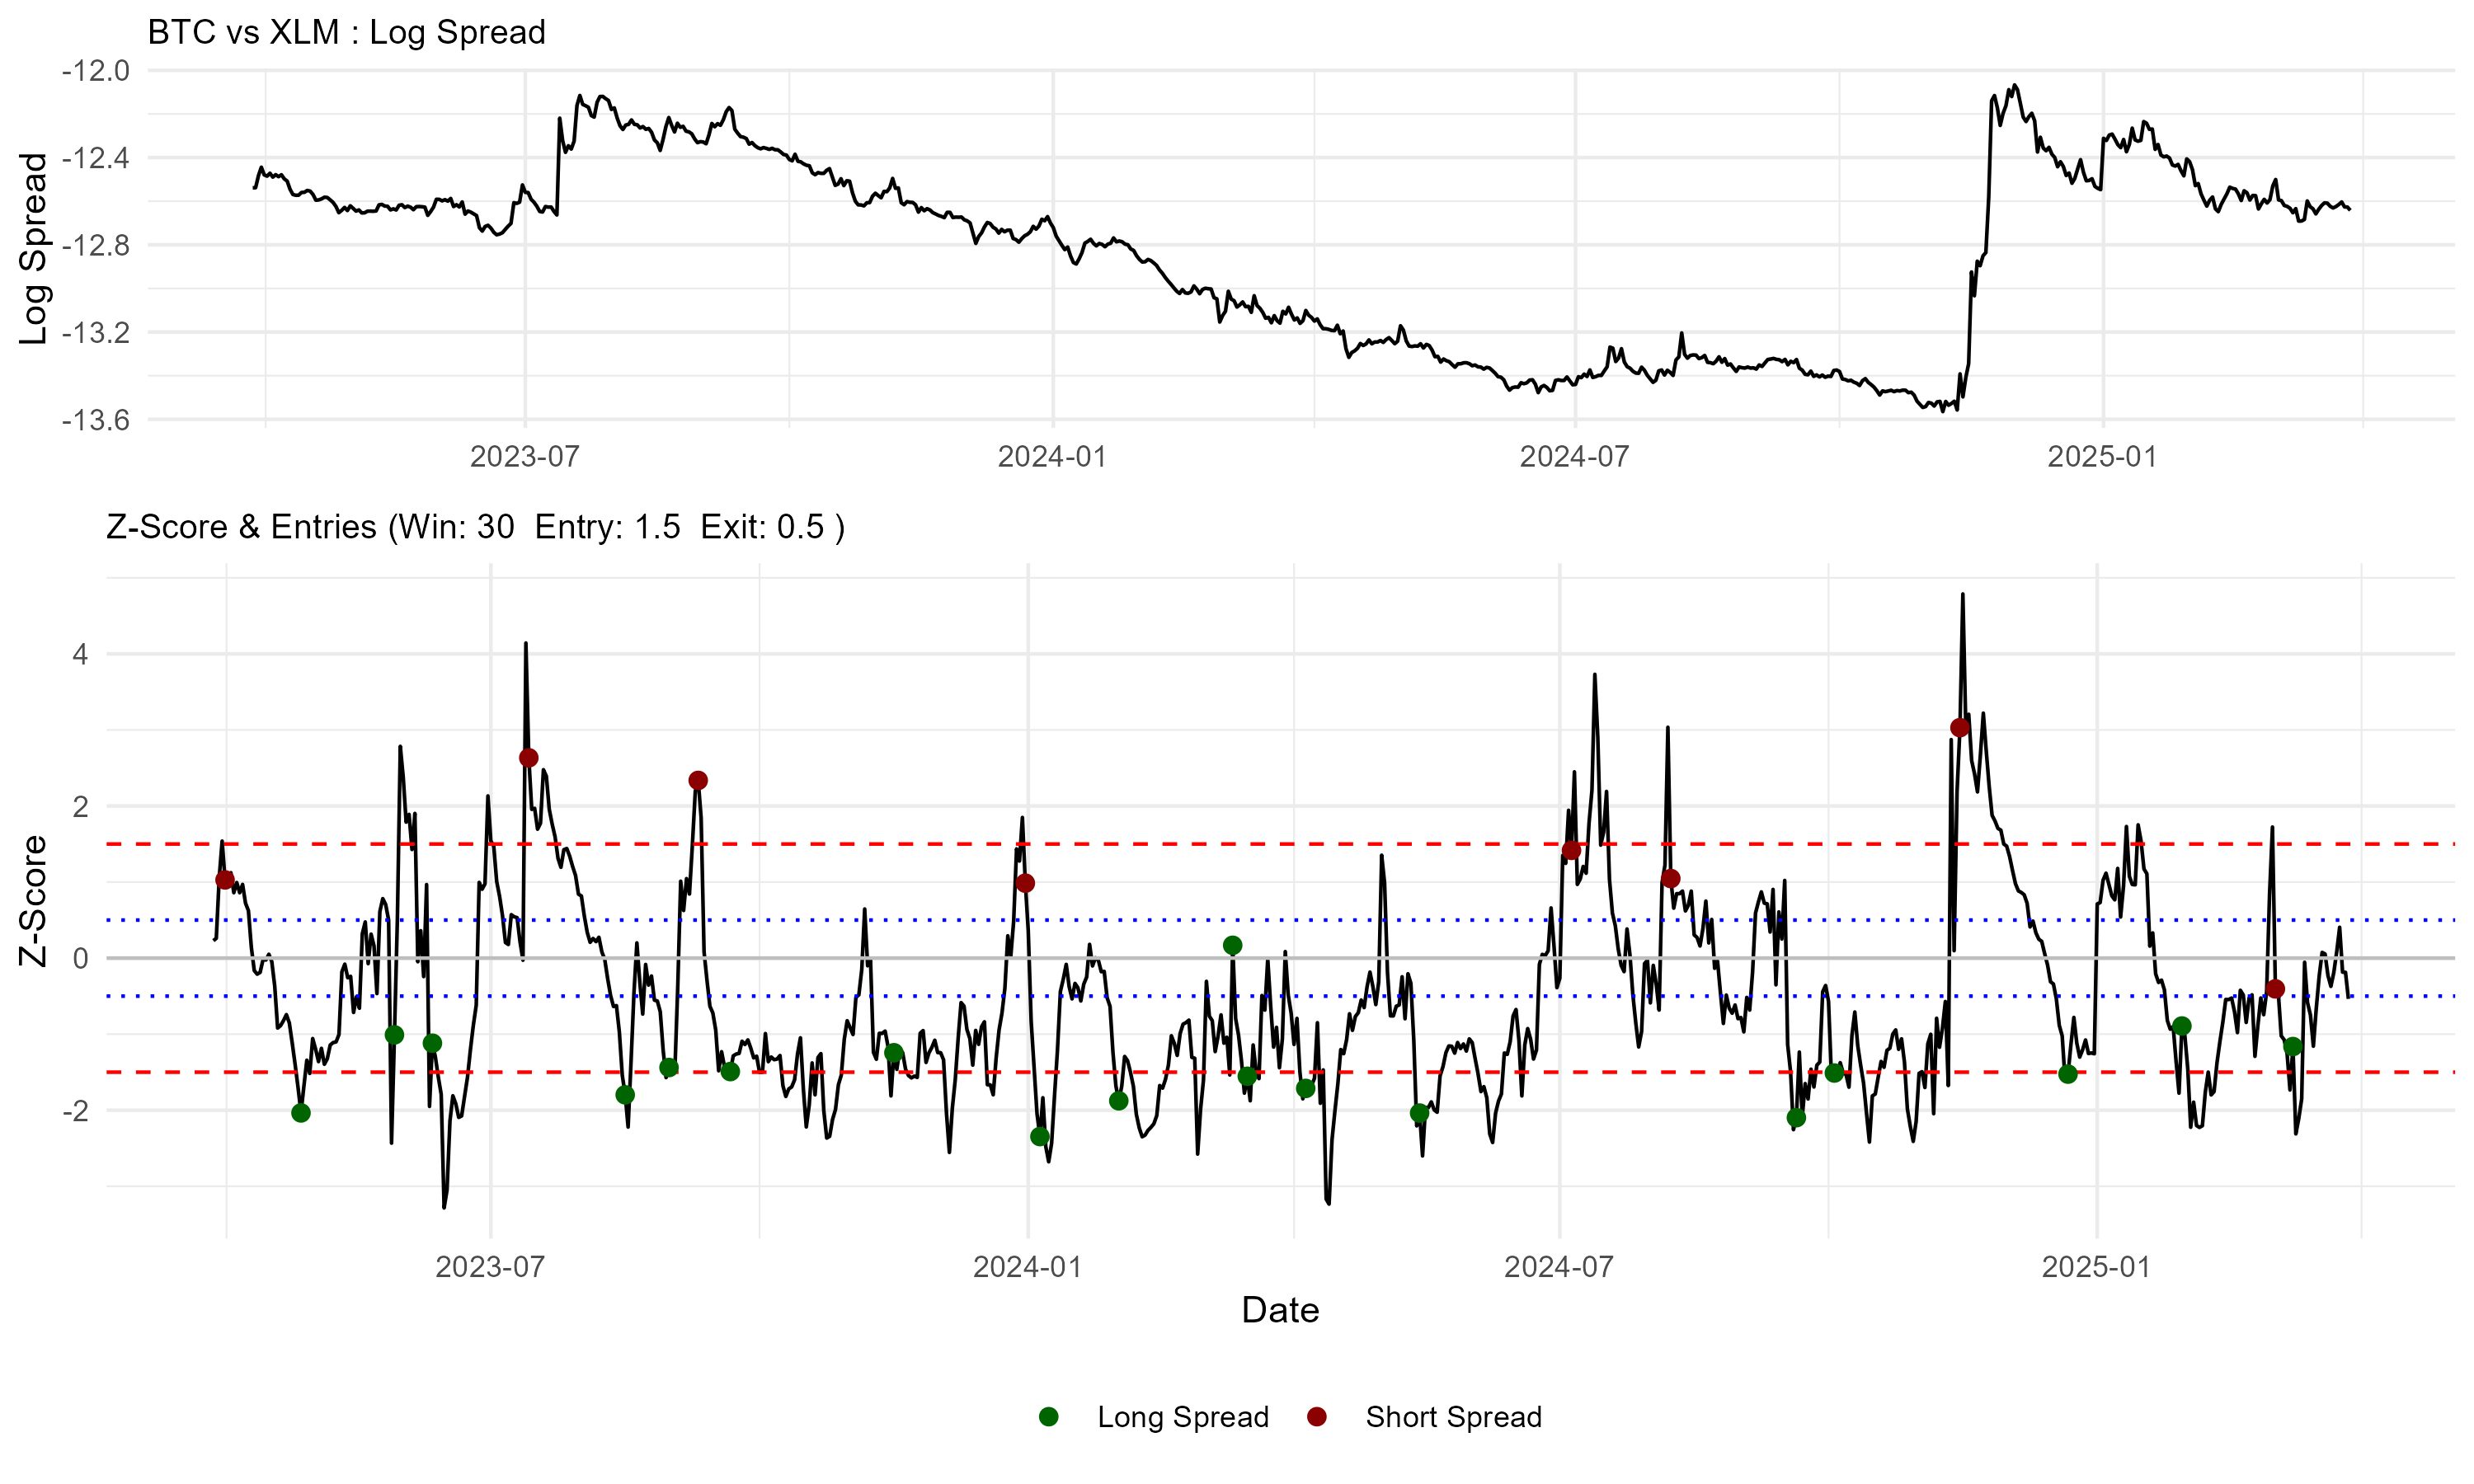 BTC vs XLM : Log Spread
Log Spread
-12.0
-12.4
-12.8
-13.2
-13.6
2023-07 2024-01 2024-07 2025-01
Z-Score & Entries (Win: 30  Entry: 1.5  Exit: 0.5 )
Z-Score
4
2
0
-2
2023-07 2024-01 2024-07 2025-01
Date
Long Spread Short Spread